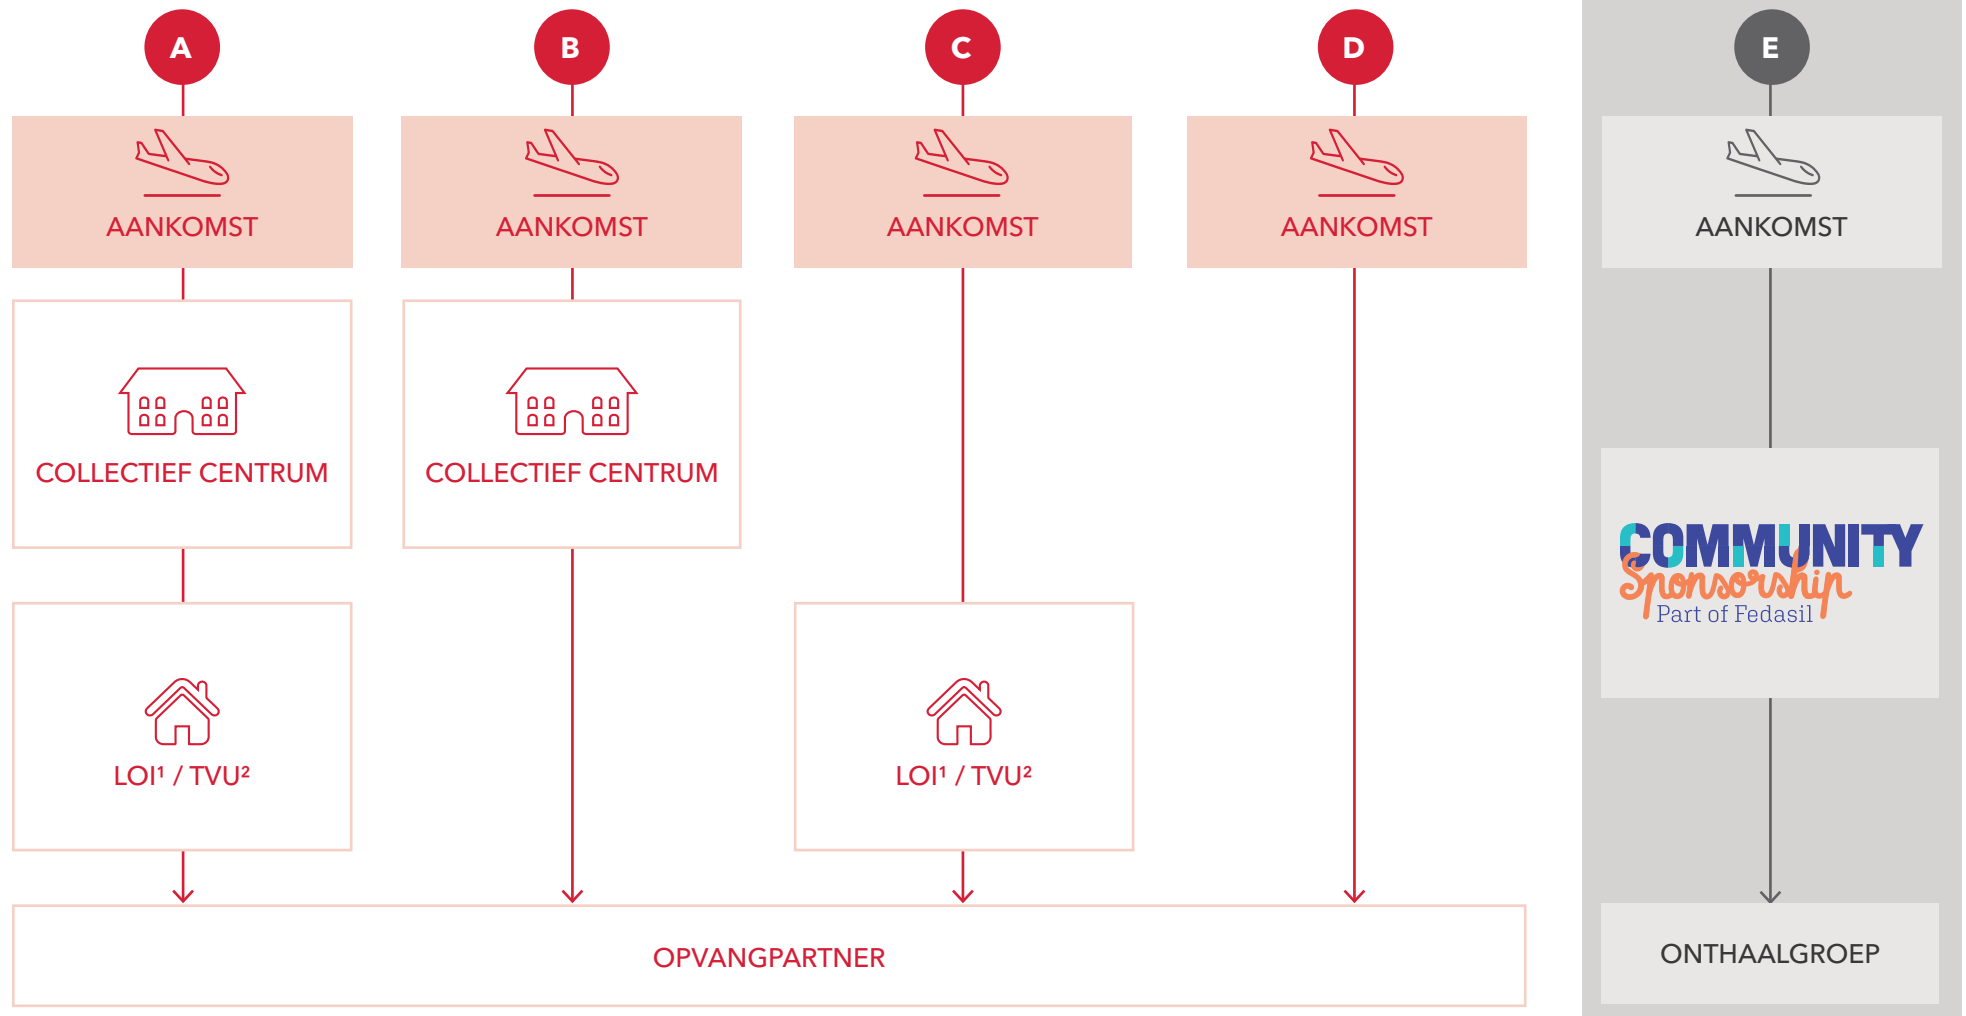 A
B
C
D
E
AANKOMST
AANKOMST
AANKOMST
AANKOMST
AANKOMST
COLLECTIEF CENTRUM
COLLECTIEF CENTRUM
COMMUNITY
Sponsorship
Part of Fedasil
LOI¹ / TVU²
LOI¹ / TVU²
OPVANGPARTNER
ONTHAALGROEP